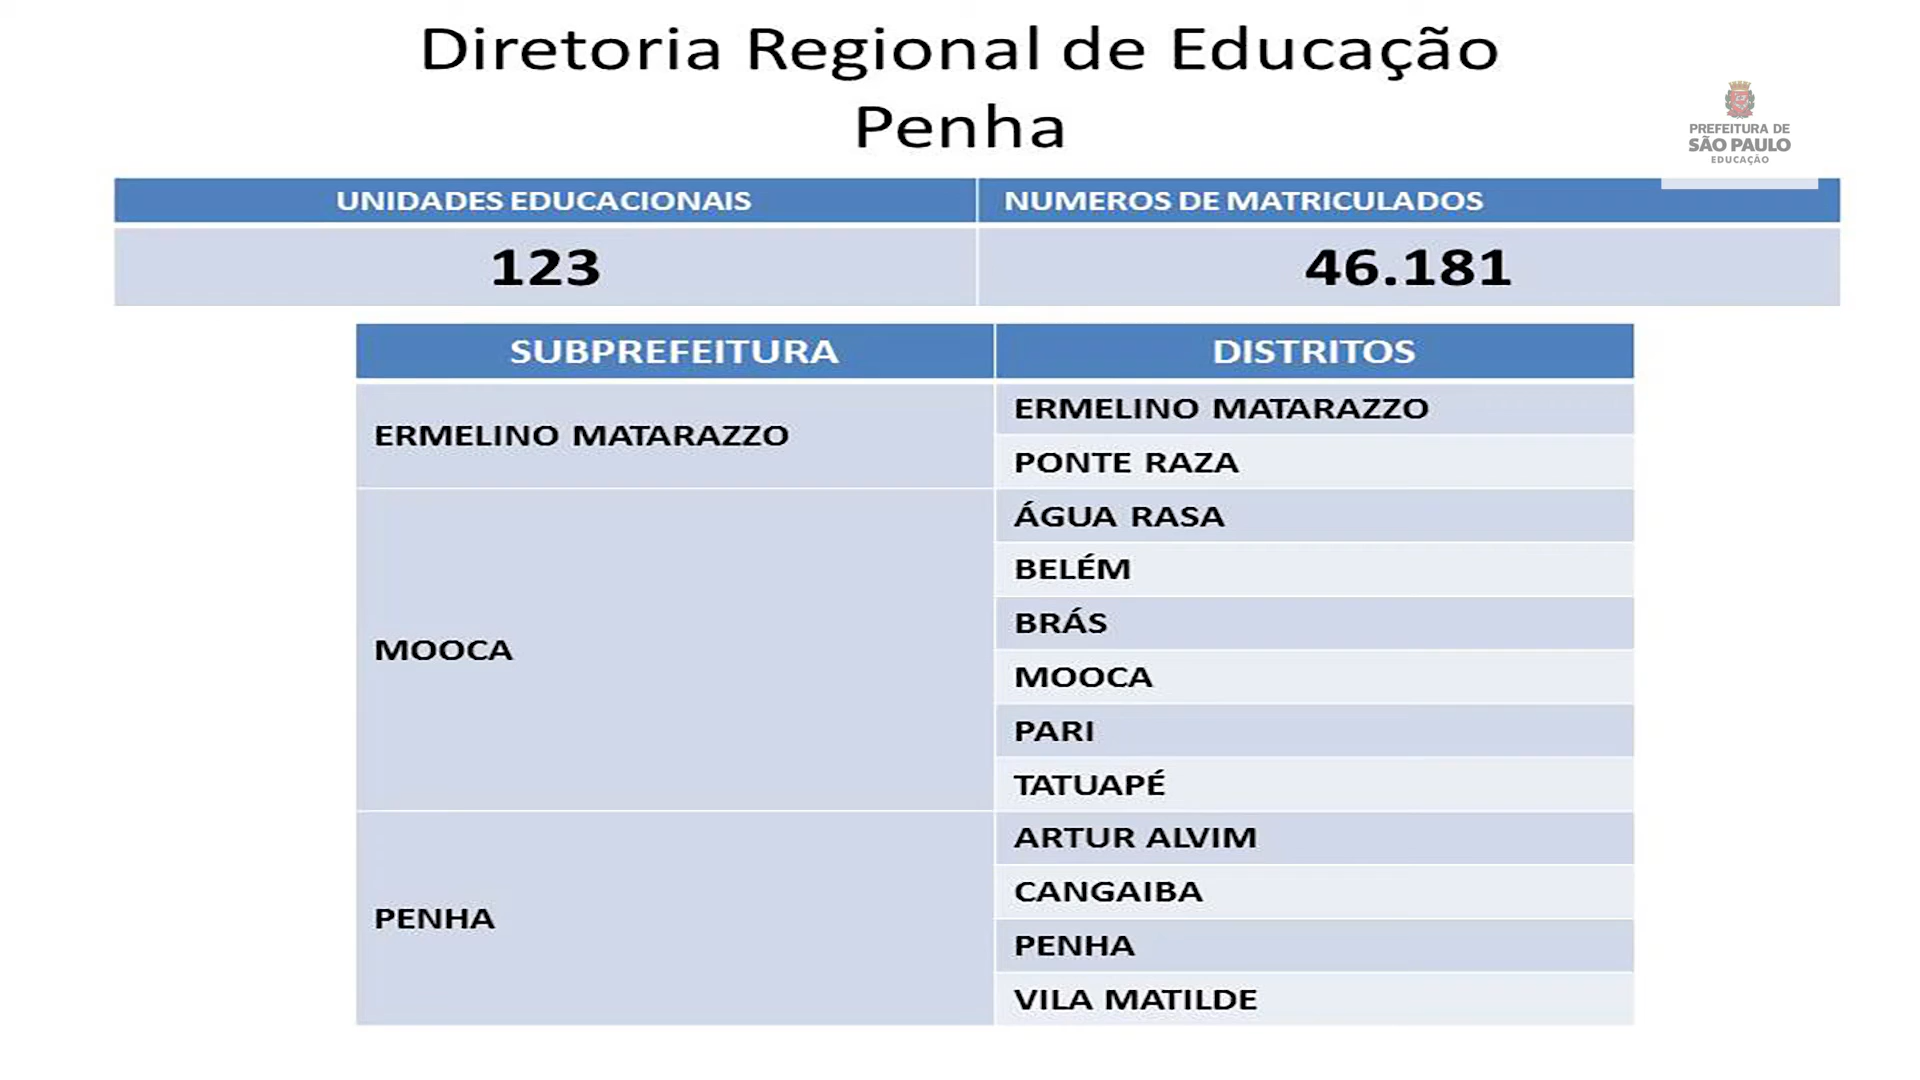 Diretoria Regional de Educação
Penha
PREFEITURA DE
SÃO PAULO
EDUCAÇÃO
UNIDADES EDUCACIONAIS
NUMEROS DE MATRICULADOS
123
46.181
SUBPREFEITURA
DISTRITOS
ERMELINO MATARAZZO
ERMELINO MATARAZZO
PONTE RAZA
MOOCA
ÁGUA RASA
BELÉM
BRÁS
MOOCA
PARI
TATUAPÉ
PENHA
ARTUR ALVIM
CANGAIBA
PENHA
VILA MATILDE